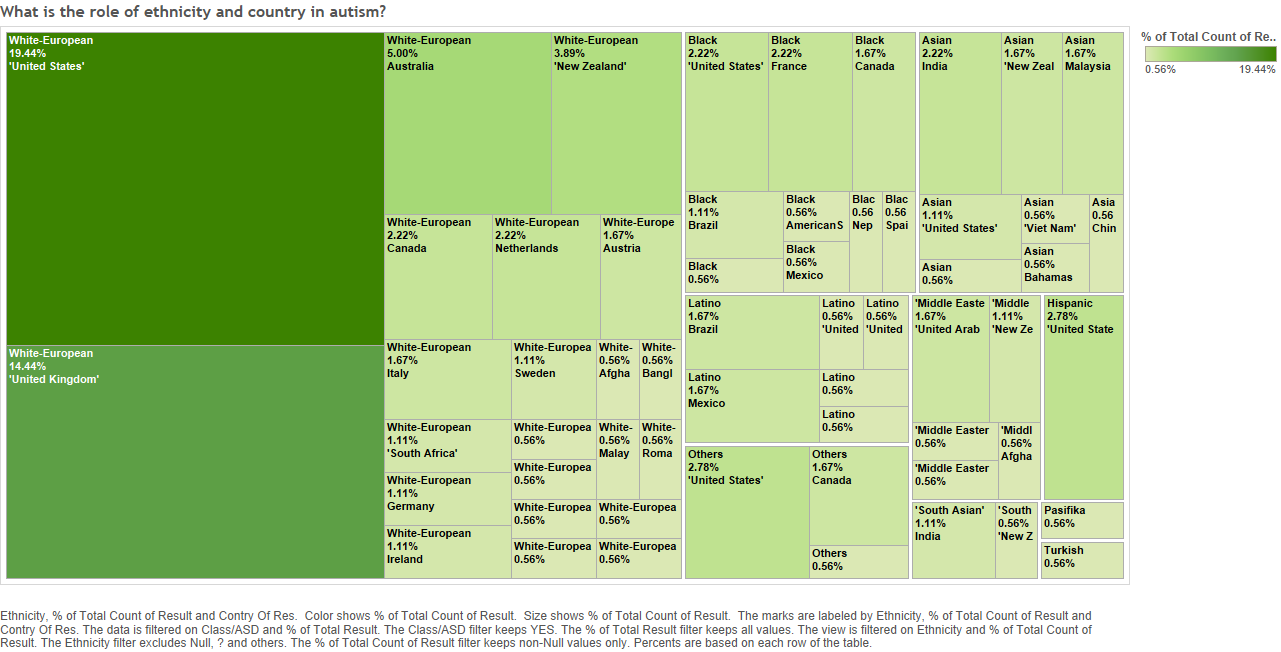 What is the role of ethnicity and country in autism?
White-European
19.44%
'United States'
White-European
14.44%
'United Kingdom'
White-European
5.00%
Australia
White-European
3.89%
'New Zealand'
White-European
2.22%
Canada
White-European
2.22%
Netherlands
White-Europe
1.67%
Austria
White-European
1.67%
Italy
White-Europea
1.11%
Sweden
White-
0.56%
Afgha
White-
0.56%
Bangl
White-European
1.11%
'South Africa'
White-Europea
0.56%
White-
0.56%
Malay
White-
0.56%
Roma
White-Europea
0.56%
White-European
1.11%
Germany
White-Europea
0.56%
White-Europea
0.56%
White-European
1.11%
Ireland
White-Europea
0.56%
White-Europea
0.56%
Black
2.22%
'United States'
Black
2.22%
France
Black
1.67%
Canada
Black
1.11%
Brazil
Black
0.56%
AmericanS
Blac
0.56
Nep
Blac
0.56
Spai
Black
0.56%
Mexico
Black
0.56%
Asian
2.22%
India
Asian
1.67%
'New Zeal
Asian
1.67%
Malaysia
Asian
1.11%
'United States'
Asian
0.56%
'Viet Nam'
Asia
0.56
Chin
Asian
0.56%
Bahamas
Asian
0.56%
Latino
1.67%
Brazil
Latino
0.56%
'United
Latino
0.56%
'United
Latino
1.67%
Mexico
Latino
0.56%
Latino
0.56%
'Middle Easte
1.67%
'United Arab
'Middle
1.11%
'New Ze
Hispanic
2.78%
'United State
'Middle Easter
0.56%
'Middl
0.56%
Afgha
'Middle Easter
0.56%
Others
2.78%
'United States'
Others
1.67%
Canada
Others
0.56%
'South Asian'
1.11%
India
'South
0.56%
'New Z
Pasifika
0.56%
Turkish
0.56%
% of Total Count of Re..
0.56% 19.44%
Ethnicity, % of Total Count of Result and Contry Of Res.  Color shows % of Total Count of Result.  Size shows % of Total Count of Result.  The marks are labeled by Ethnicity, % of Total Count of Result and
Contry Of Res. The data is filtered on Class/ASD and % of Total Result. The Class/ASD filter keeps YES. The % of Total Result filter keeps all values. The view is filtered on Ethnicity and % of Total Count of
Result. The Ethnicity filter excludes Null, ? and others. The % of Total Count of Result filter keeps non-Null values only. Percents are based on each row of the table.